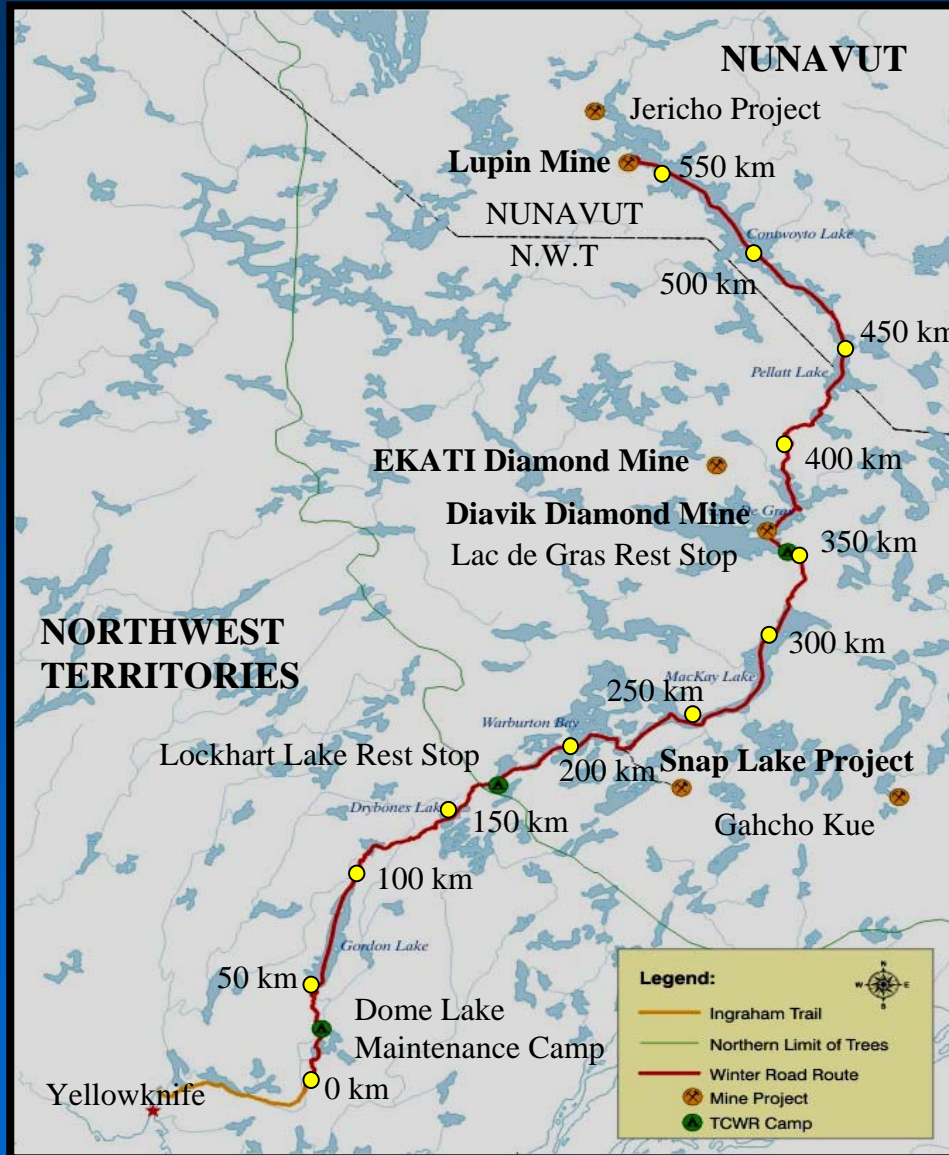 NUNAVUT
Jericho Project
Lupin Mine
550 km
NUNAVUT
Contwoyto Lake
N.W.T
500 km
450 km
Pellatt Lake
400 km
EKATI Diamond Mine
De Gras
Diavik Diamond Mine
350 km
Lac de Gras Rest Stop
NORTHWEST
TERRITORIES
300 km
MacKay Lake
250 km
Warburton Bay
Lockhart Lake Rest Stop
200 km
Snap Lake Project
Drybones Lake
150 km
Gahcho Kue
100 km
Gordon Lake
50 km
Dome Lake
Maintenance Camp
Yellowknife
0 km
Legend:
N
W
E
S
Ingraham Trail
Northern Limit of Trees
Winter Road Route
Mine Project
TCWR Camp